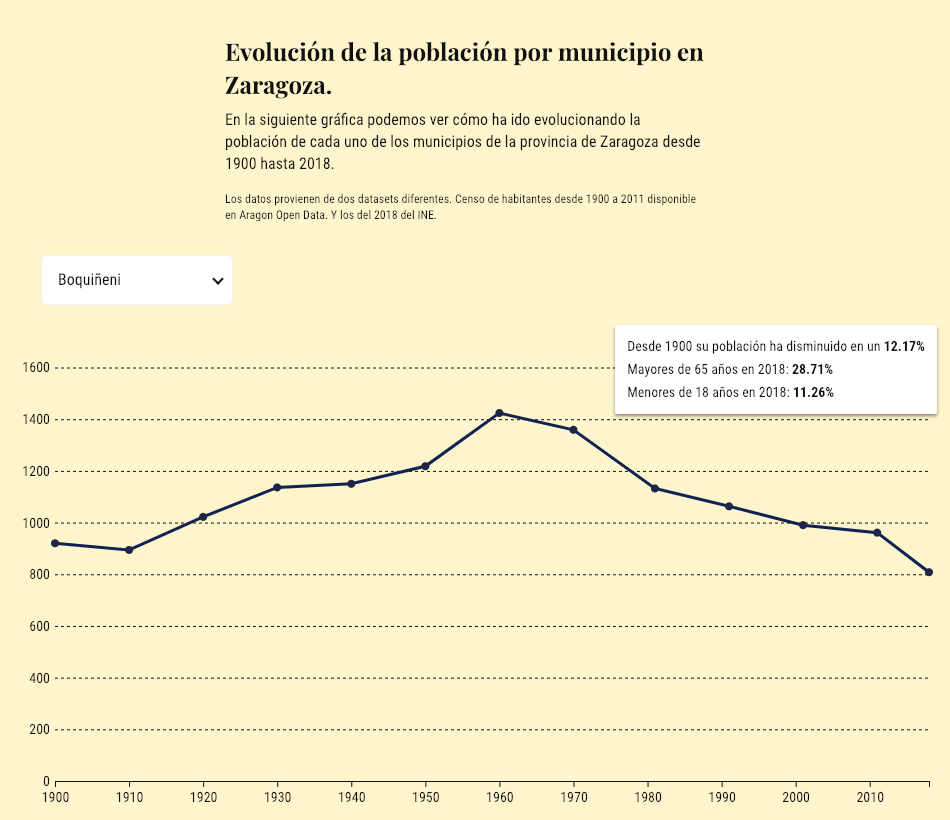 Evolución de la población por municipio en
Zaragoza.
En la siguiente gráfica podemos ver cómo ha ido evolucionando la
población de cada uno de los municipios de la provincia de Zaragoza desde
1900 hasta 2018.
Los datos provienen de dos datasets diferentes. Censo de habitantes desde 1900 a 2011 disponible
en Aragon Open Data. Y los del 2018 del INE.
Boquiñeni
Desde 1900 su población ha disminuido en un 12.17%
Mayores de 65 años en 2018: 28.71%
Menores de 18 años en 2018: 11.26%
1600
1400
1200
1000
800
600
400
200
0
1900 1910 1920 1930 1940 1950 1960 1970 1980 1990 2000 2010